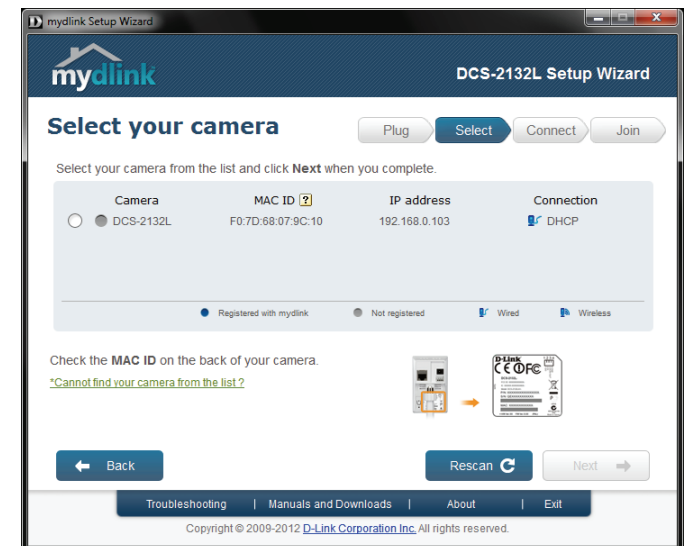 mydlink Setup Wizard
mydlink
DCS-2132L Setup Wizard
Select your camera
Plug Select Connect Join
Select your camera from the list and click Next when you complete.
Camera MAC ID ? IP address Connection
DCS-2132L F0:7D:68:07:9C:10 192.168.0.103 DHCP
Registered with mydlink Not registered Wired Wireless
Check the MAC ID on the back of your camera.
*Cannot find your camera from the list ?
D-Link
CE FC
Back Rescan Next
Troubleshooting | Manuals and Downloads | About | Exit
Copyright © 2009-2012 D-Link Corporation Inc. All rights reserved.